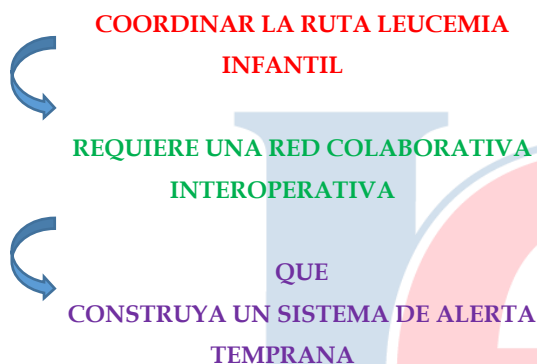 COORDINAR LA RUTA LEUCEMIA
INFANTIL
REQUIERE UNA RED COLABORATIVA
INTEROPERATIVA
QUE
CONSTRUYA UN SISTEMA DE ALERTA
TEMPRANA